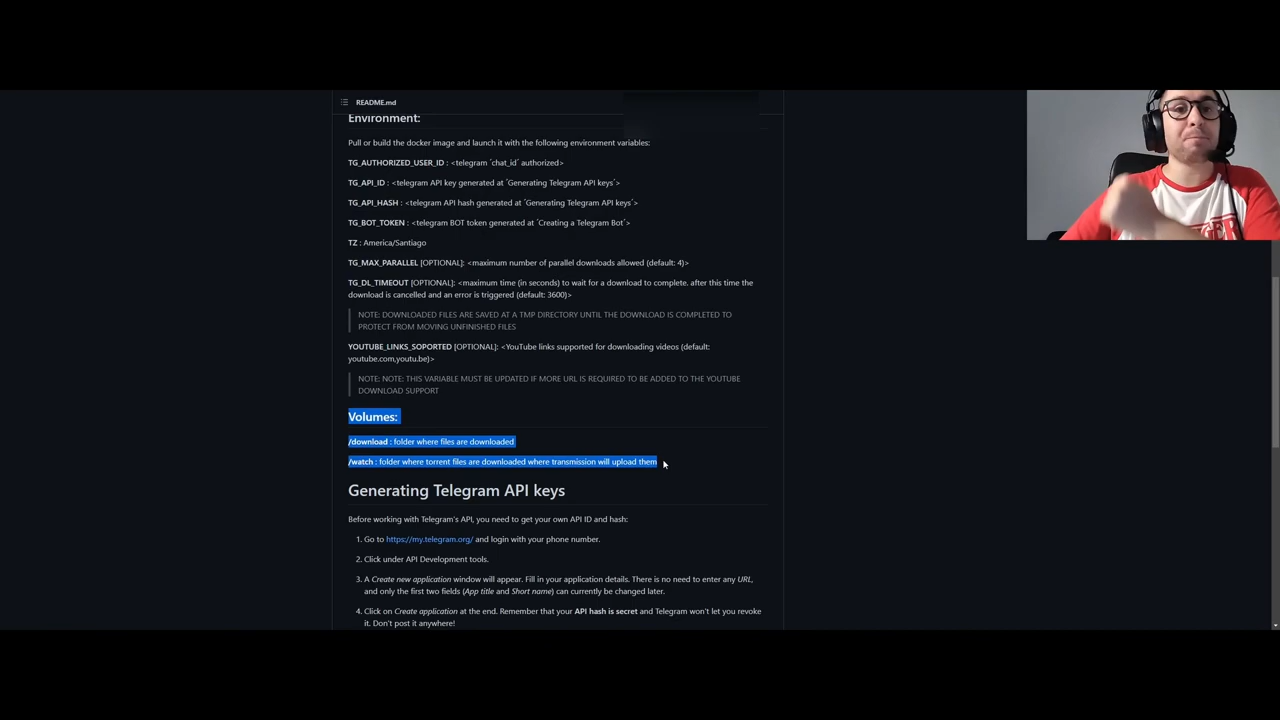 README.md
Environment:
Pull or build the docker image and launch it with the following environment variables:
TG_AUTHORIZED_USER_ID : <telegram ´chat_id´ authorized>
TG_API_ID : <telegram API key generated at ´Generating Telegram API keys´>
TG_API_HASH : <telegram API hash generated at ´Generating Telegram API keys´>
TG_BOT_TOKEN : <telegram BOT token generated at ´Creating a Telegram Bot´>
TZ : America/Santiago
TG_MAX_PARALLEL [OPTIONAL]: <maximum number of parallel downloads allowed (default: 4)>
TG_DL_TIMEOUT [OPTIONAL]: <maximum time (in seconds) to wait for a download to complete. after this time the
download is cancelled and an error is triggered (default: 3600)>
NOTE: DOWNLOADED FILES ARE SAVED AT A TMP DIRECTORY UNTIL THE DOWNLOAD IS COMPLETED TO
PROTECT FROM MOVING UNFINISHED FILES
YOUTUBE_LINKS_SOPORTED [OPTIONAL]: <YouTube links supported for downloading videos (default:
youtube.com,youtu.be)>
NOTE: NOTE: THIS VARIABLE MUST BE UPDATED IF MORE URL IS REQUIRED TO BE ADDED TO THE YOUTUBE
DOWNLOAD SUPPORT
Volumes:
/download : folder where files are downloaded
/watch : folder where torrent files are downloaded where transmission will upload them
Generating Telegram API keys
Before working with Telegram's API, you need to get your own API ID and hash:
1. Go to https://my.telegram.org/ and login with your phone number.
2. Click under API Development tools.
3. A Create new application window will appear. Fill in your application details. There is no need to enter any URL,
and only the first two fields (App title and Short name) can currently be changed later.
4. Click on Create application at the end. Remember that your API hash is secret and Telegram won't let you revoke
it. Don't post it anywhere!